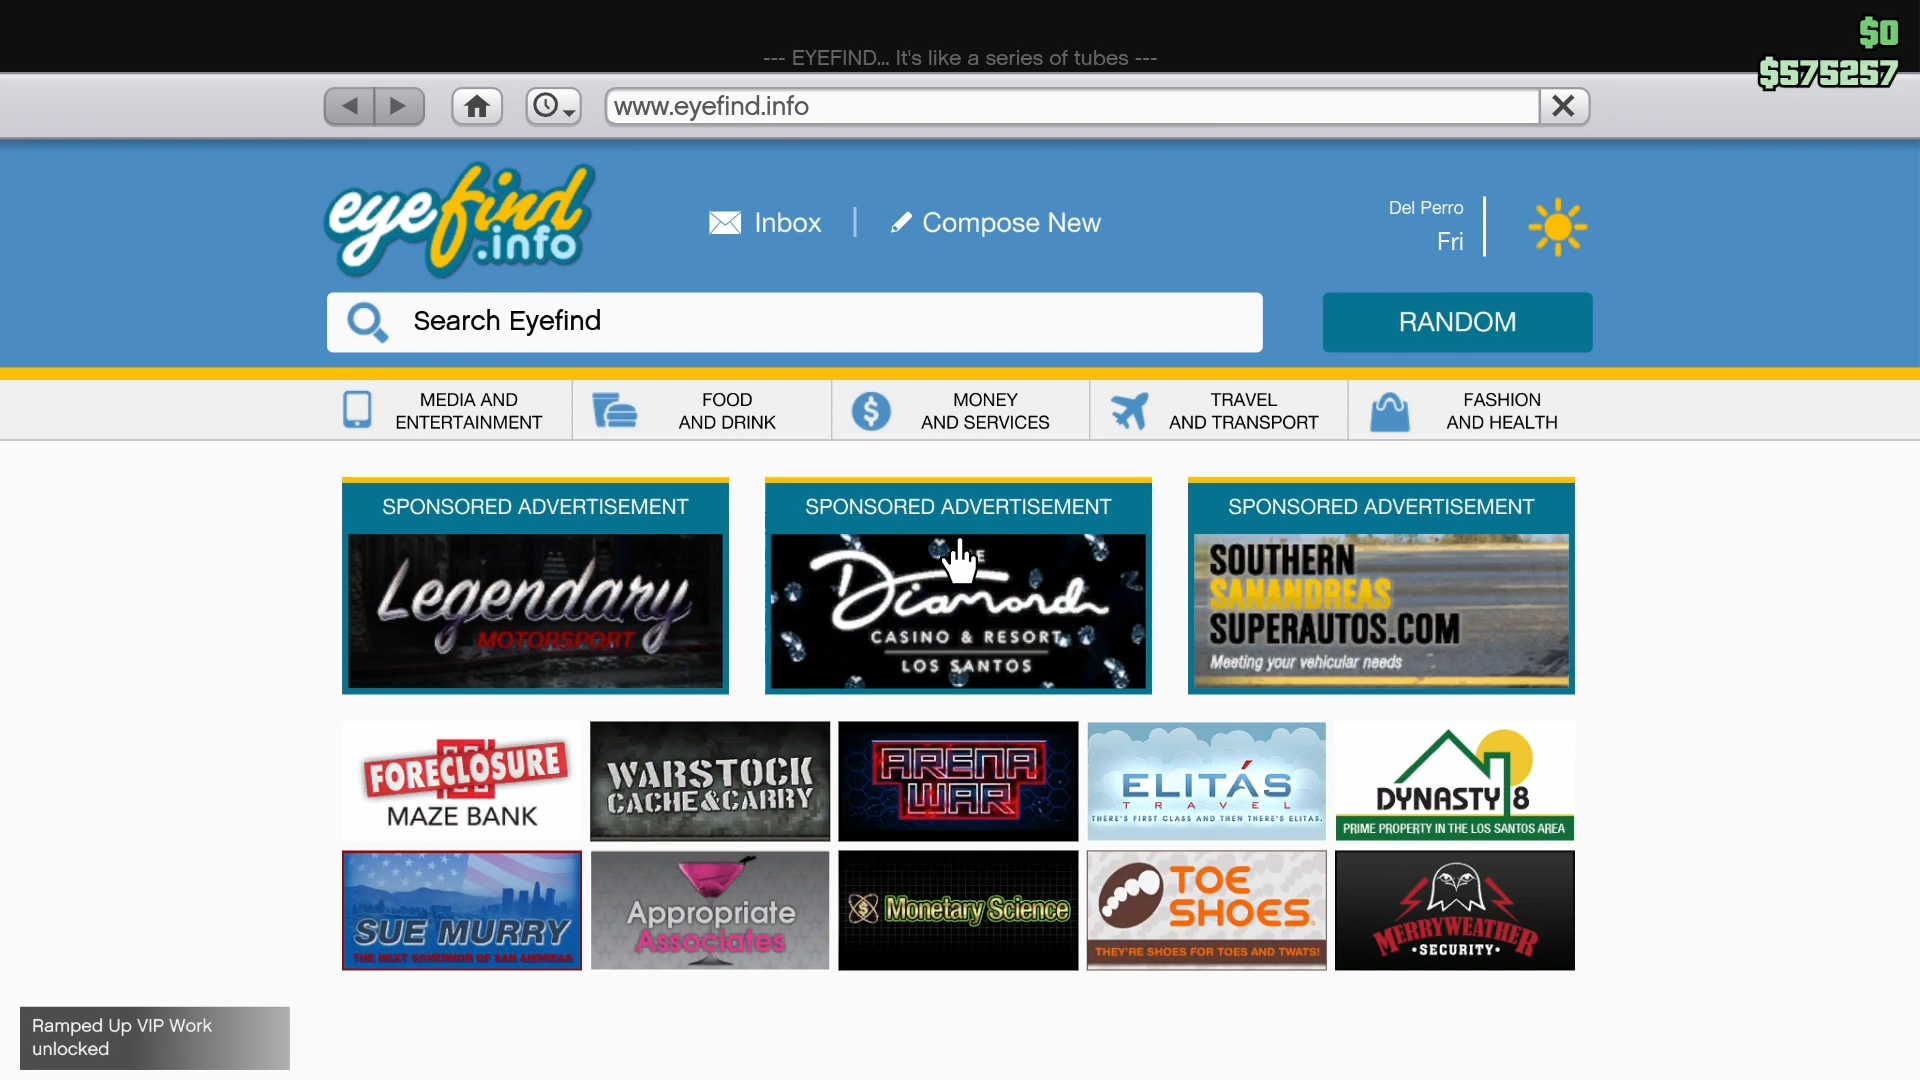 $0
--- EYEFIND... It's like a series of tubes ---
$575257
www.eyefind.info
eyefind
.info
Inbox
Compose New
Del Perro
Fri
Search Eyefind
RANDOM
MEDIA AND
ENTERTAINMENT
FOOD
AND DRINK
MONEY
AND SERVICES
TRAVEL
AND TRANSPORT
FASHION
AND HEALTH
SPONSORED ADVERTISEMENT
Legendary
MOTORSPORT
SPONSORED ADVERTISEMENT
Diamond
CASINO & RESORT
LOS SANTOS
SPONSORED ADVERTISEMENT
SOUTHERN
SANANDREAS
SUPERAUTOS.COM
Meeting your vehicular needs
FORECLOSURE
MAZE BANK
WARSTOCK
CACHE&CARRY
ARENA
WAR
ELITÁS
TRAVEL
THERE'S FIRST CLASS AND THEN THERE'S ELITAS.
DYNASTY 8
PRIME PROPERTY IN THE LOS SANTOS AREA
SUE MURRY
THE NEXT GOVERNOR OF SAN ANDREAS
Appropriate
Associates
Monetary Science
TOE
SHOES
THEY'RE SHOES FOR TOES AND TWATS!
MERRYWEATHER
SECURITY
Ramped Up VIP Work
unlocked